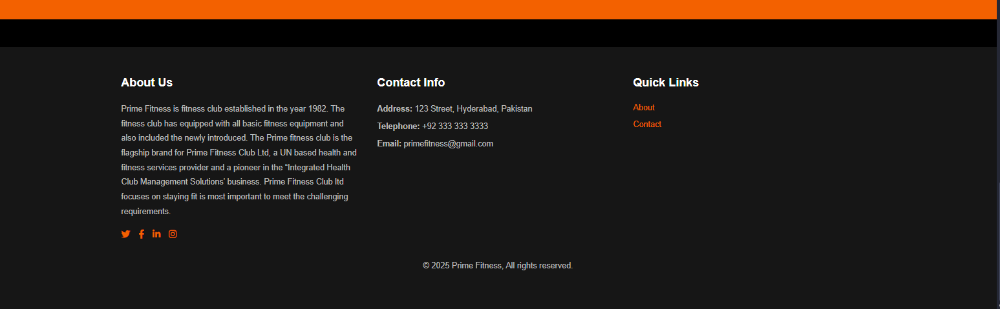 About Us
Prime Fitness is fitness club established in the year 1982. The
fitness club has equipped with all basic fitness equipment and
also included the newly introduced. The Prime fitness club is the
flagship brand for Prime Fitness Club Ltd, a UN based health and
fitness services provider and a pioneer in the “Integrated Health
Club Management Solutions’ business. Prime Fitness Club ltd
focuses on staying fit is most important to meet the challenging
requirements.
Contact Info
Address: 123 Street, Hyderabad, Pakistan
Telephone: +92 333 333 3333
Email: primefitness@gmail.com
Quick Links
About
Contact
© 2025 Prime Fitness, All rights reserved.